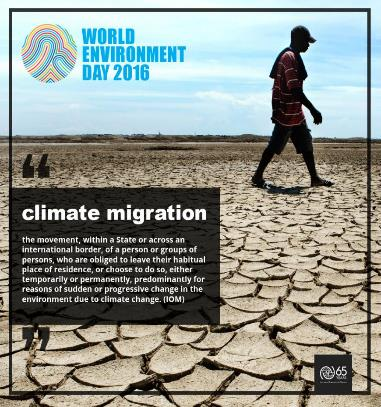 WORLD
ENVIRONMENT
DAY 2016
“
climate migration
the movement, within a State or across an
international border, of a person or groups of
persons, who are obliged to leave their habitual
place of residence, or choose to do so, either
temporarily or permanently, predominantly for
reasons of sudden or progressive change in the
environment due to climate change. (IOM)
”
65